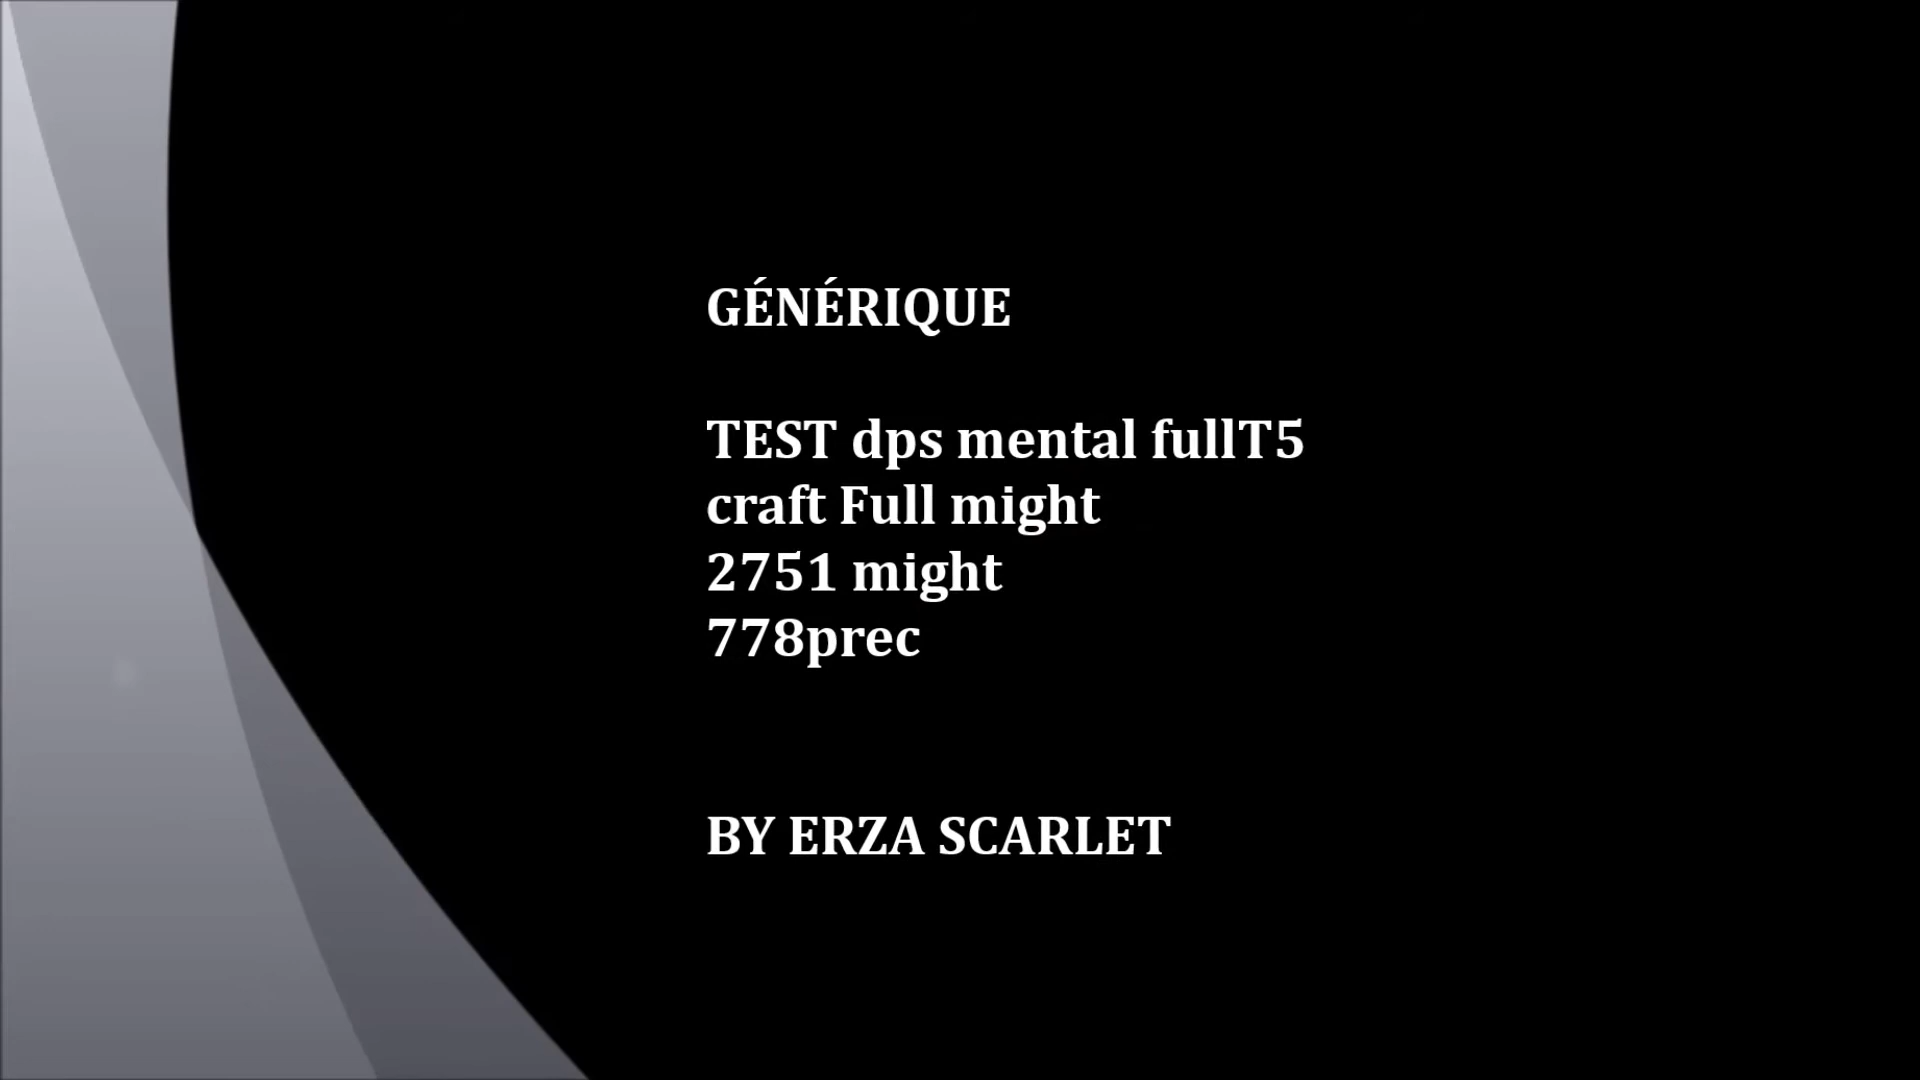 GÉNÉRIQUE
TEST dps mental fullT5
craft Full might
2751 might
778prec
BY ERZA SCARLET